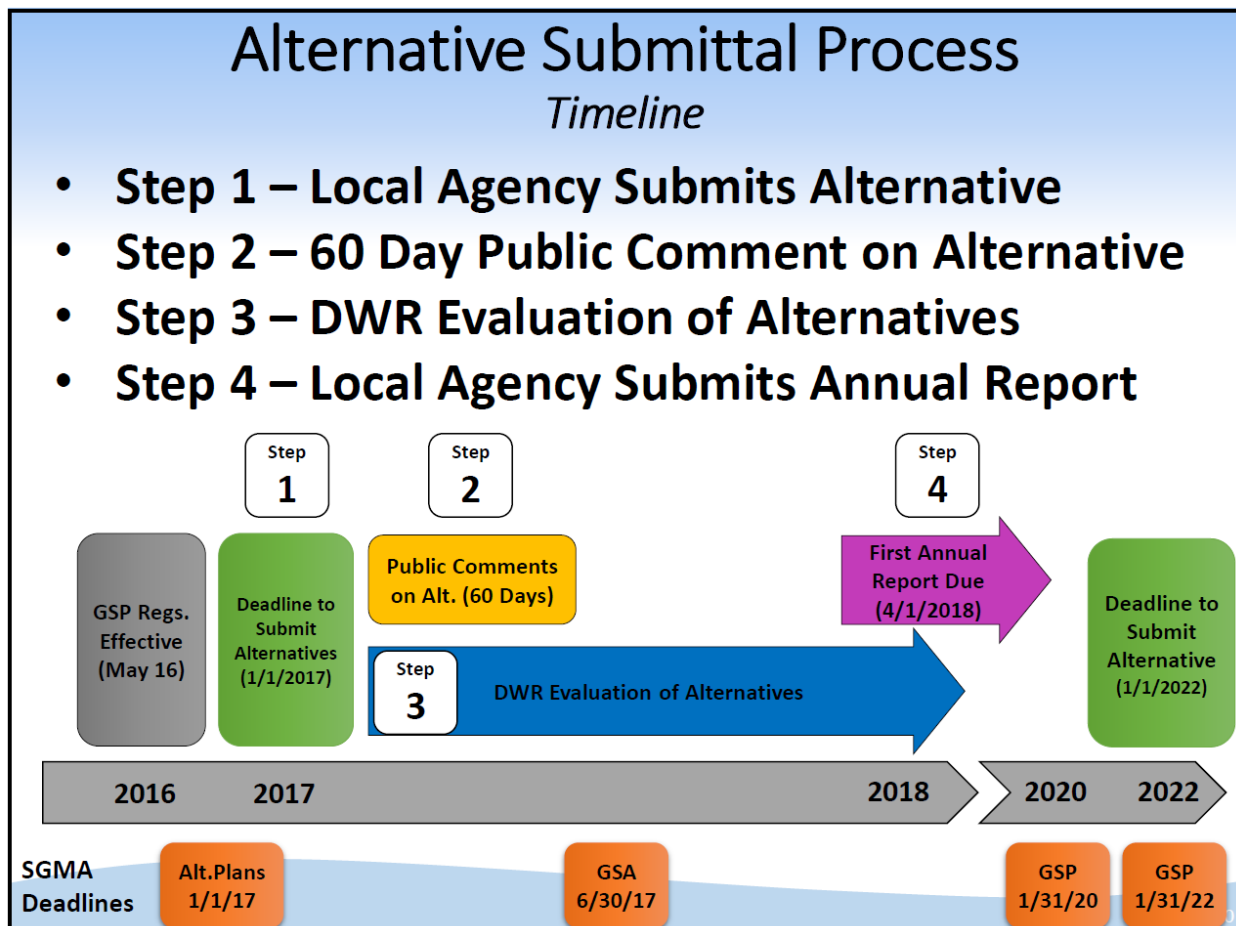 Alternative Submittal Process
Timeline
• Step 1 – Local Agency Submits Alternative
• Step 2 – 60 Day Public Comment on Alternative
• Step 3 – DWR Evaluation of Alternatives
• Step 4 – Local Agency Submits Annual Report
Step
1
Step
2
Step
4
GSP Regs.
Effective
(May 16)
Deadline to
Submit
Alternatives
(1/1/2017)
Public Comments
on Alt. (60 Days)
First Annual
Report Due
(4/1/2018)
Deadline to
Submit
Alternative
(1/1/2022)
Step
3
DWR Evaluation of Alternatives
2016
2017
2018
2020
2022
SGMA
Deadlines
Alt.Plans
1/1/17
GSA
6/30/17
GSP
1/31/20
GSP
1/31/22